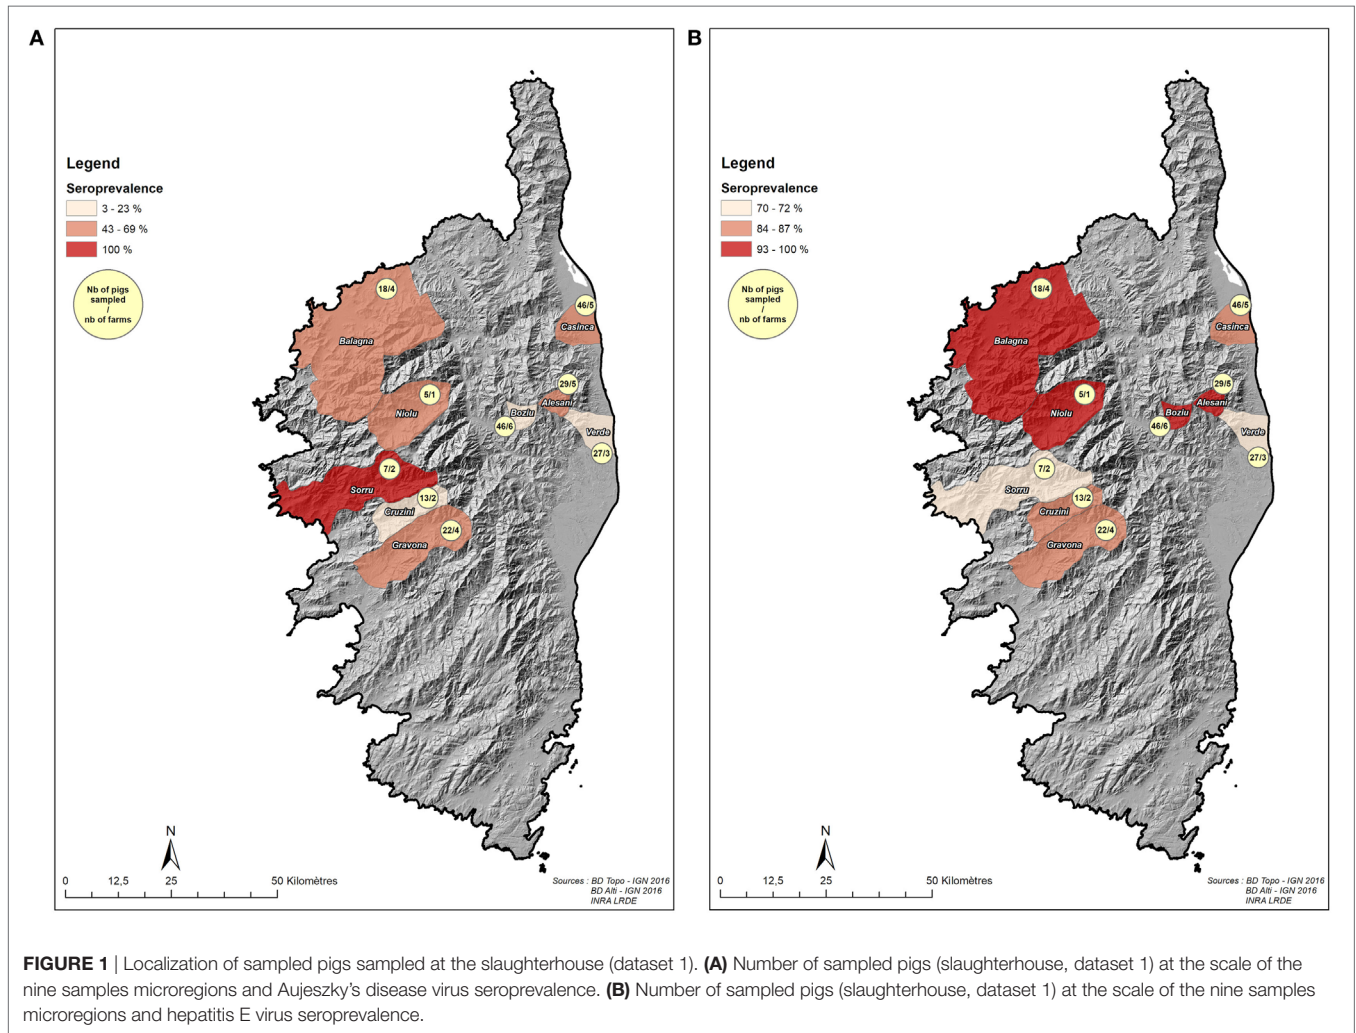 A
Legend
Seroprevalence
3 - 23 %
43 - 69 %
100 %
Nb of pigs
sampled
/
nb of farms
18/4
46/5
Casinca
Balagna
29/5
5/1
Alesani
Niolu
Boziu
46/6
Verde
27/3
7/2
Sorru
13/2
Cruzini
22/4
Gravona
N
0 12,5 25 50 Kilomètres
Sources : BD Topo - IGN 2016
BD Alti - IGN 2016
INRA LRDE
B
Legend
Seroprevalence
70 - 72 %
84 - 87 %
93 - 100 %
Nb of pigs
sampled
/
nb of farms
18/4
46/5
Casinca
Balagna
29/5
5/1
Alesani
Niolu
Boziu
46/6
Verde
27/3
7/2
Sorru
13/2
Cruzini
22/4
Gravona
N
0 12,5 25 50 Kilomètres
Sources : BD Topo - IGN 2016
BD Alti - IGN 2016
INRA LRDE
FIGURE 1 | Localization of sampled pigs sampled at the slaughterhouse (dataset 1). (A) Number of sampled pigs (slaughterhouse, dataset 1) at the scale of the
nine samples microregions and Aujeszky's disease virus seroprevalence. (B) Number of sampled pigs (slaughterhouse, dataset 1) at the scale of the nine samples
microregions and hepatitis E virus seroprevalence.